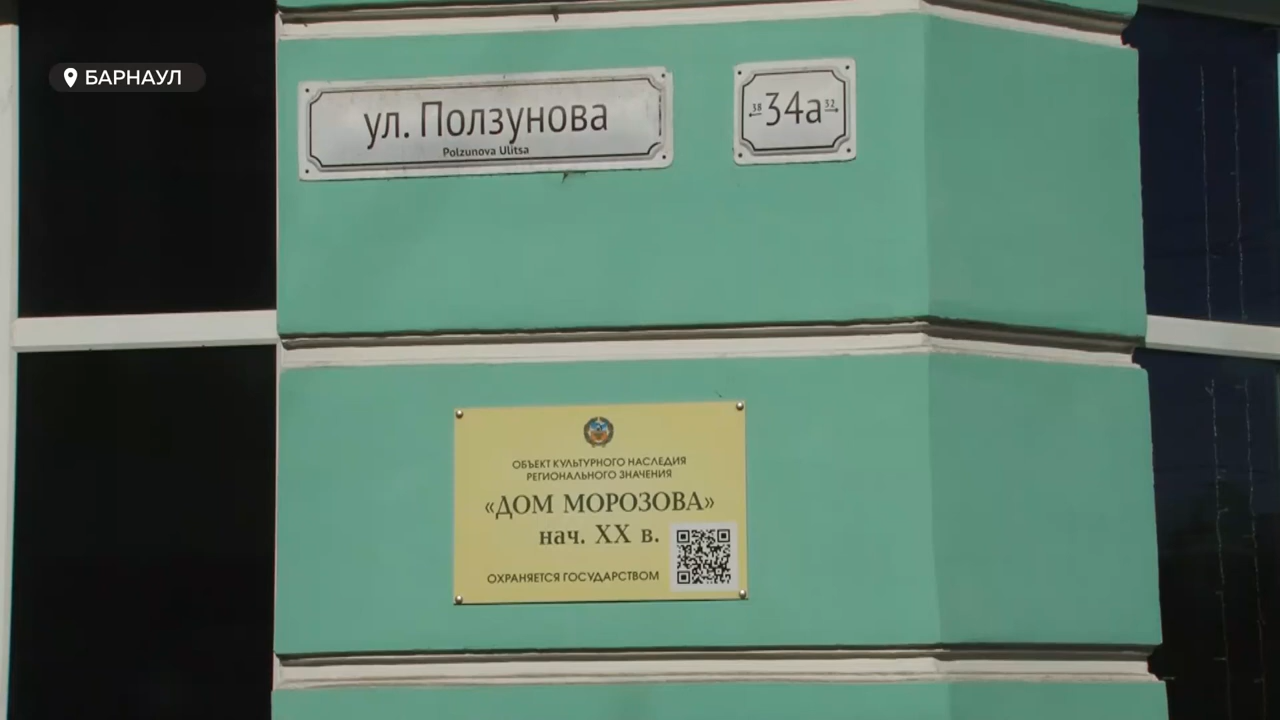 БАРНАУЛ
ул. Ползунова
Polzunova Ulitsa
38 34а 32
ОБЪЕКТ КУЛЬТУРНОГО НАСЛЕДИЯ
РЕГИОНАЛЬНОГО ЗНАЧЕНИЯ
«ДОМ МОРОЗОВА»
нач. XX в.
ОХРАНЯЕТСЯ ГОСУДАРСТВОМ